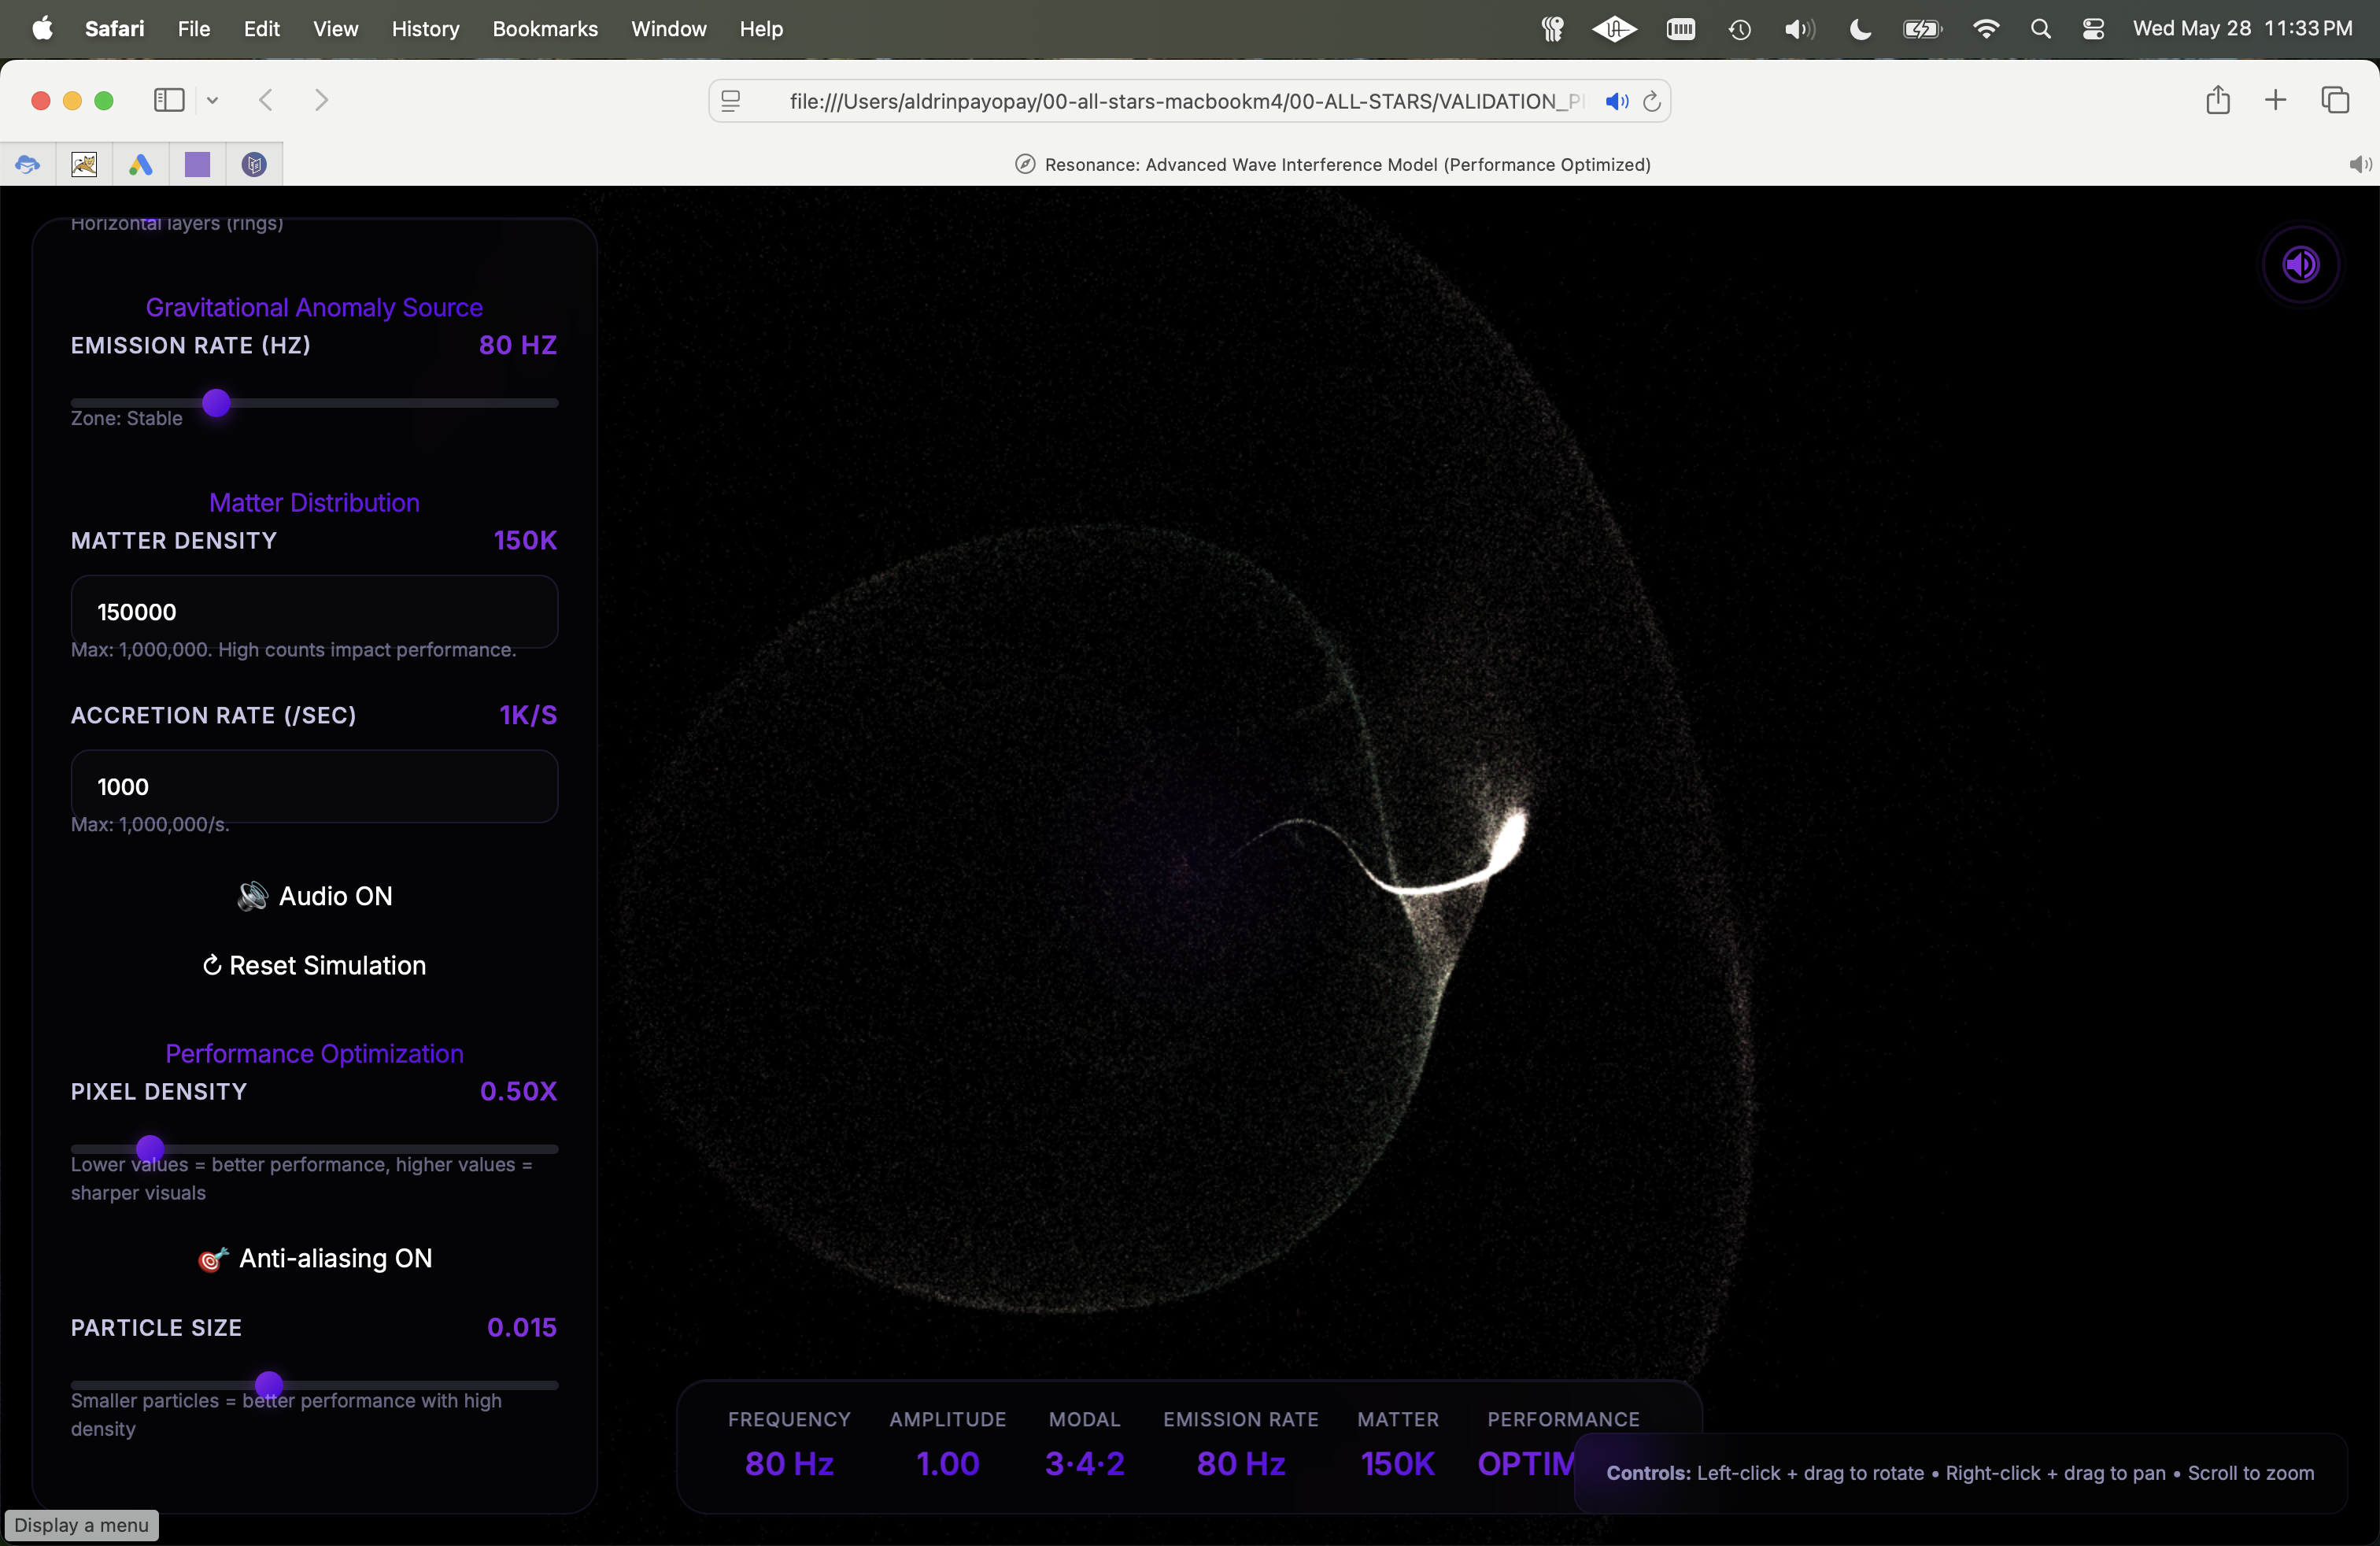 Safari File Edit View History Bookmarks Window Help Wed May 28 11:33 PM
file:///Users/aldrinpayopay/00-all-stars-macbookm4/00-ALL-STARS/VALIDATION_P
Resonance: Advanced Wave Interference Model (Performance Optimized)
Horizontal layers (rings)
Gravitational Anomaly Source
EMISSION RATE (HZ) 80 HZ
Zone: Stable
Matter Distribution
MATTER DENSITY 150K
150000
Max: 1,000,000. High counts impact performance.
ACCRETION RATE (/SEC) 1K/S
1000
Max: 1,000,000/s.
🔊 Audio ON
↻ Reset Simulation
Performance Optimization
PIXEL DENSITY 0.50X
Lower values = better performance, higher values =
sharper visuals
🎯 Anti-aliasing ON
PARTICLE SIZE 0.015
Smaller particles = better performance with high
density
Display a menu
FREQUENCY AMPLITUDE MODAL EMISSION RATE MATTER PERFORMANCE
80 Hz 1.00 3·4·2 80 Hz 150K OPTIM
Controls: Left-click + drag to rotate • Right-click + drag to pan • Scroll to zoom